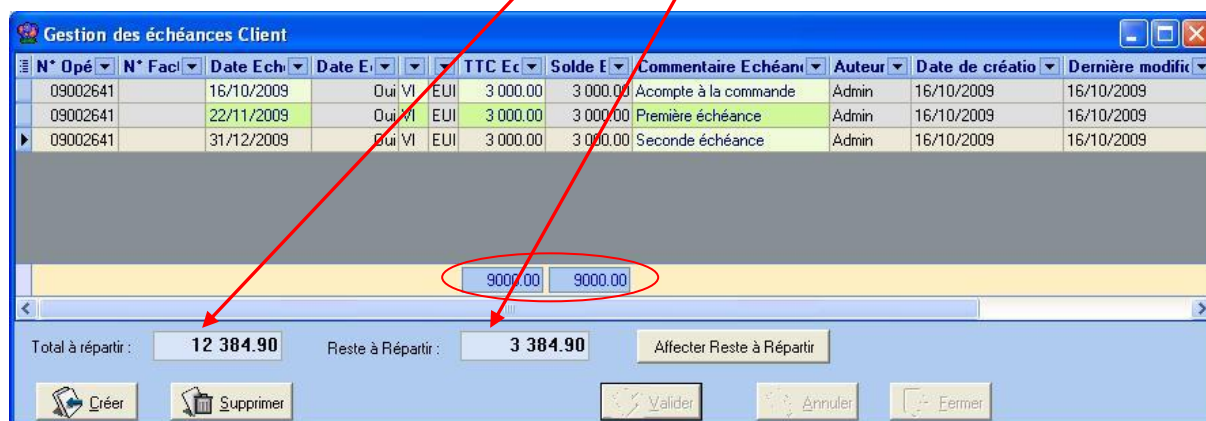 Gestion des échéances Client
N° Opé N° Fact Date Ech Date E TTC Ec Solde E Commentaire Echéan Auteur Date de créatio Dernière modific
09002641 16/10/2009 Oui VI EUI 3 000.00 3 000.00 Acompte à la commande Admin 16/10/2009 16/10/2009
09002641 22/11/2009 Oui VI EUI 3 000.00 3 000.00 Première échéance Admin 16/10/2009 16/10/2009
09002641 31/12/2009 Oui VI EUI 3 000.00 3 000.00 Seconde échéance Admin 16/10/2009 16/10/2009
9000.00 9000.00
Total à répartir : 12 384.90 Reste à Répartir : 3 384.90 Affecter Reste à Répartir
Créer Supprimer Valider Annuler Fermer